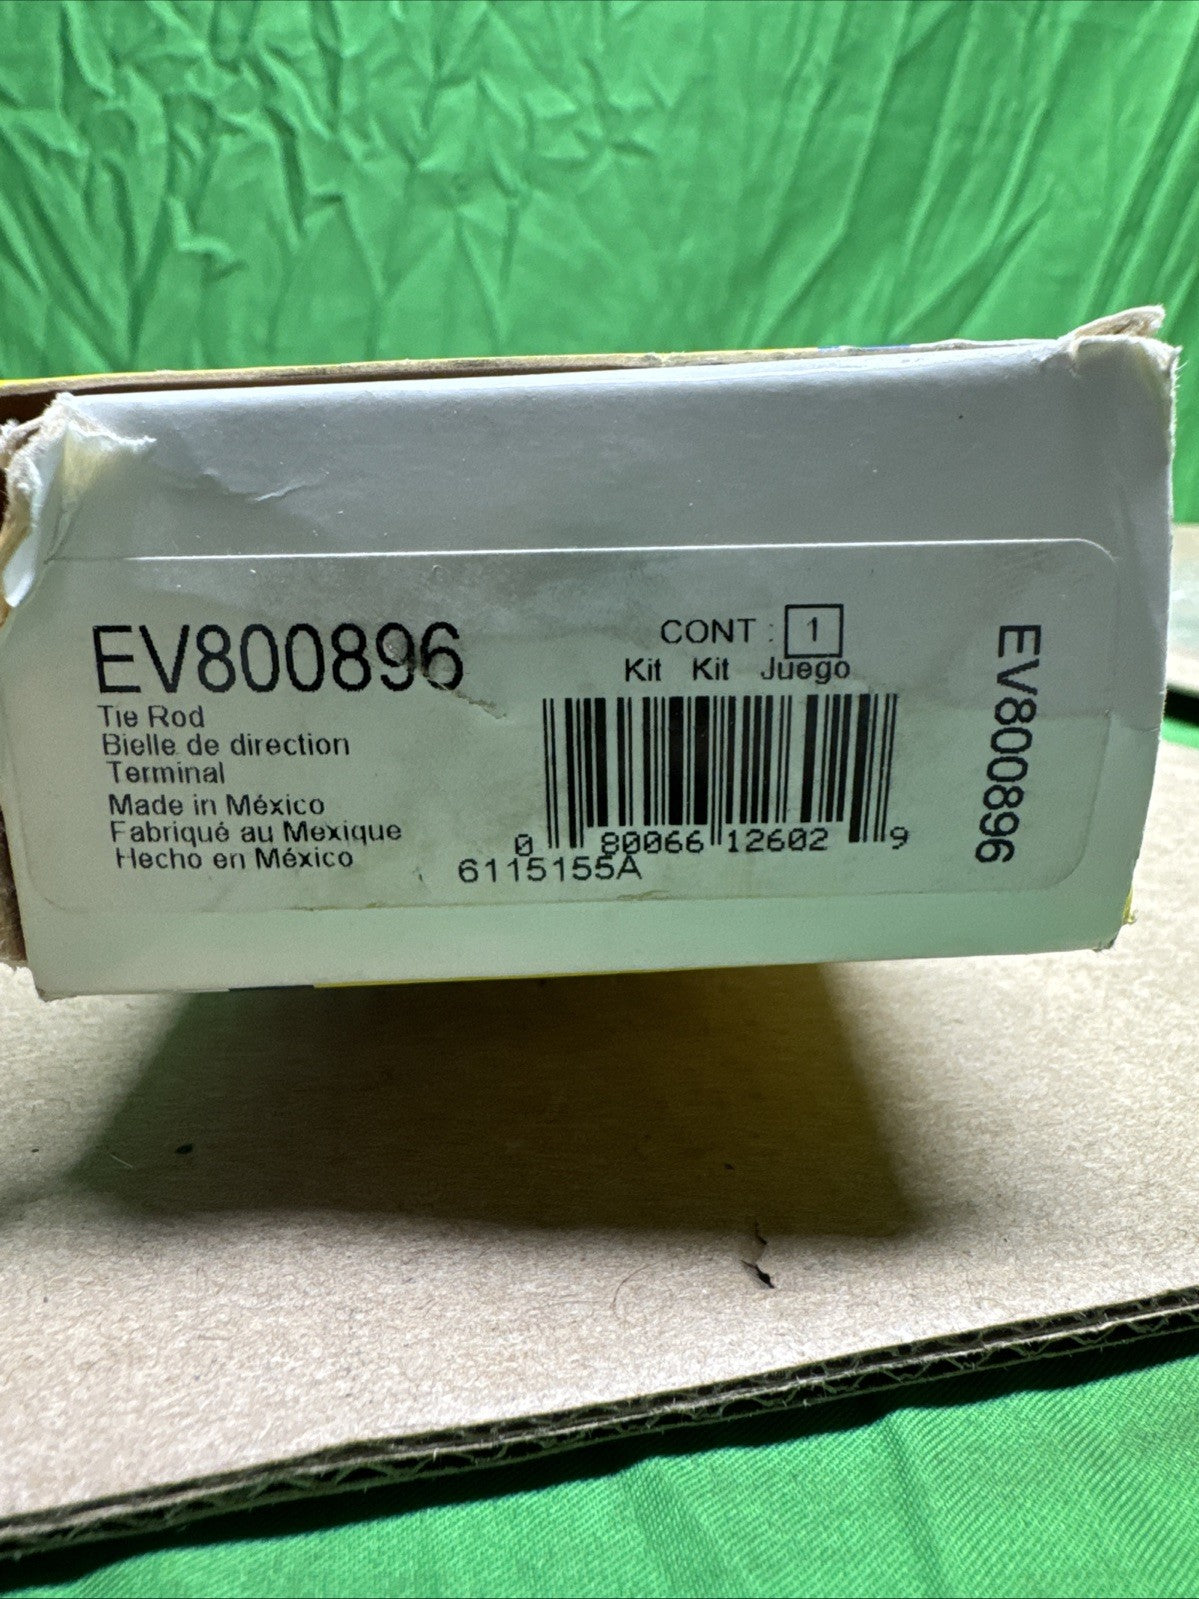 EV800896
Tie Rod
Bielle de direction
Terminal
Made in México
Fabriqué au Mexique
Hecho en México
CONT : 1
Kit Kit Juego
0 80066 12602 9
6115155A
EV800896